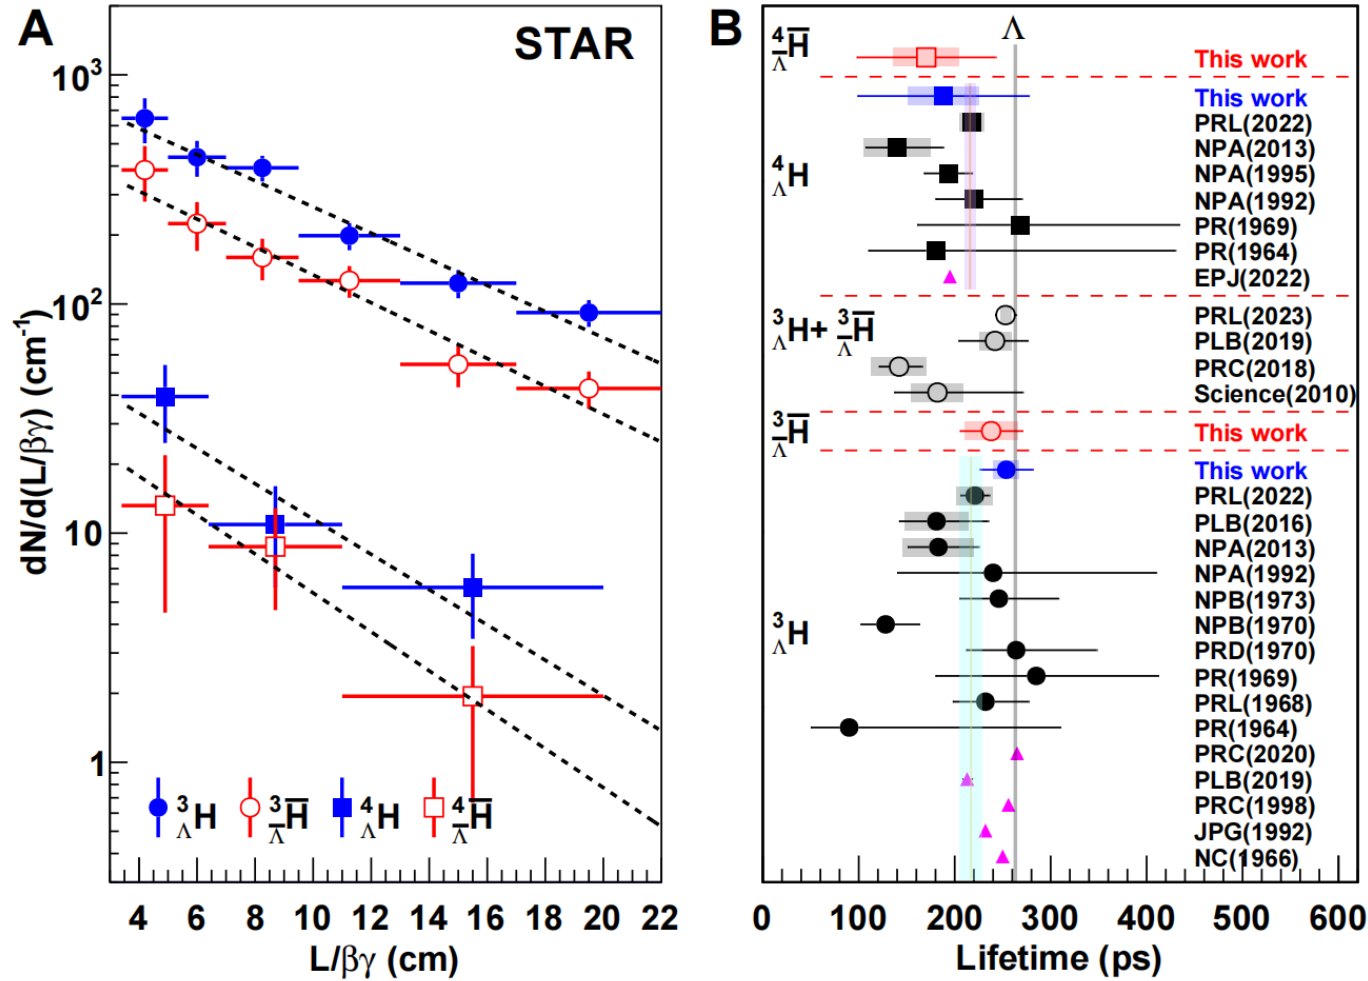 A
STAR
10³
10²
10
1
dN/d(L/βγ) (cm⁻¹)
³ΛH
³Λ̅H̅
⁴ΛH
⁴Λ̅H̅
4 6 8 10 12 14 16 18 20 22
L/βγ (cm)
B
Λ
⁴Λ̅H̅
This work
⁴ΛH
This work
PRL(2022)
NPA(2013)
NPA(1995)
NPA(1992)
PR(1969)
PR(1964)
EPJ(2022)
³ΛH+ ³Λ̅H̅
PRL(2023)
PLB(2019)
PRC(2018)
Science(2010)
³Λ̅H̅
This work
³ΛH
This work
PRL(2022)
PLB(2016)
NPA(2013)
NPA(1992)
NPB(1973)
NPB(1970)
PRD(1970)
PR(1969)
PRL(1968)
PR(1964)
PRC(2020)
PLB(2019)
PRC(1998)
JPG(1992)
NC(1966)
0 100 200 300 400 500 600
Lifetime (ps)